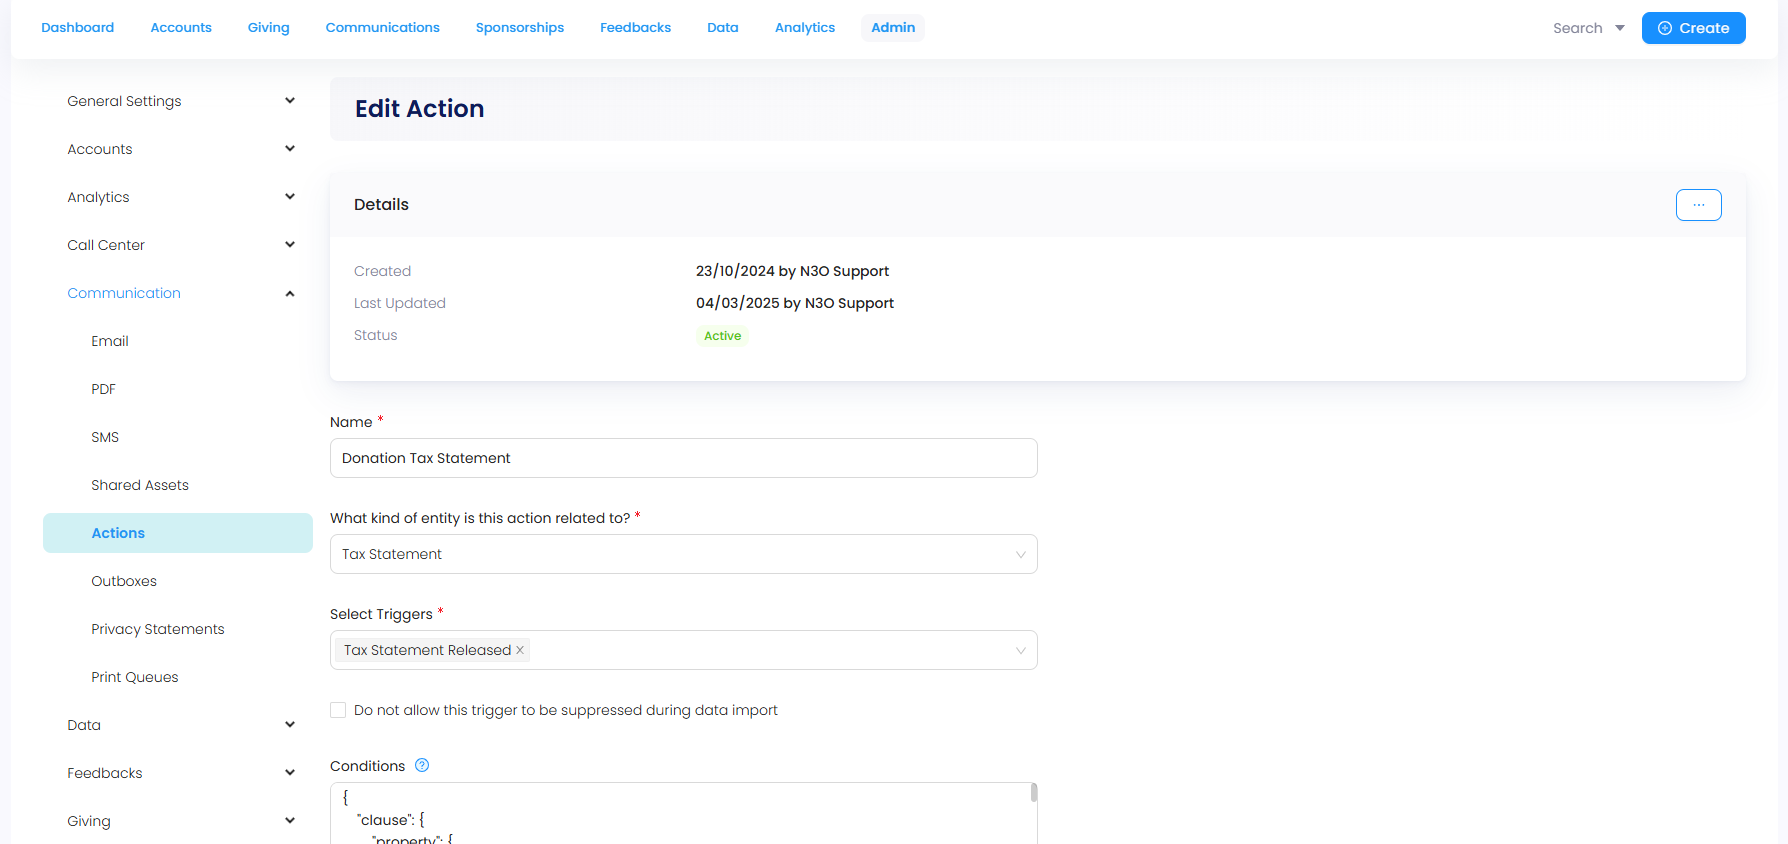 Dashboard Accounts Giving Communications Sponsorships Feedbacks Data Analytics Admin Search Create
General Settings
Accounts
Analytics
Call Center
Communication
Email
PDF
SMS
Shared Assets
Actions
Outboxes
Privacy Statements
Print Queues
Data
Feedbacks
Giving
Edit Action
Details ...
Created 23/10/2024 by N3O Support
Last Updated 04/03/2025 by N3O Support
Status Active
Name *
Donation Tax Statement
What kind of entity is this action related to? *
Tax Statement
Select Triggers *
Tax Statement Released ×
Do not allow this trigger to be suppressed during data import
Conditions ?
{
"clause": {
"property": {